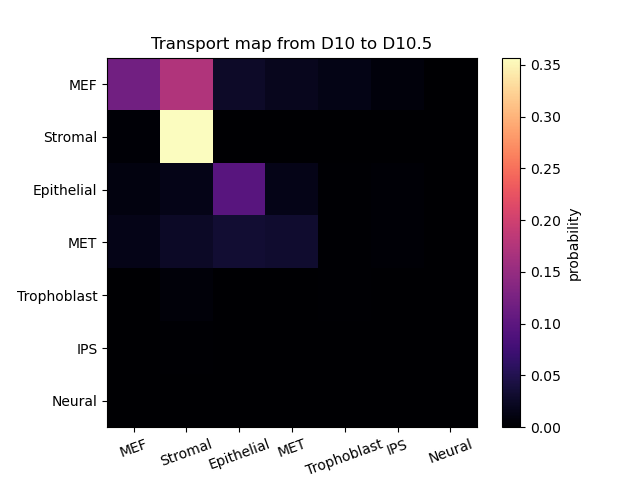 Transport map from D10 to D10.5
MEF
Stromal
Epithelial
MET
Trophoblast
IPS
Neural
MEF
Stromal
Epithelial
MET
Trophoblast
IPS
Neural
0.35
0.30
0.25
0.20
0.15
0.10
0.05
0.00
probability